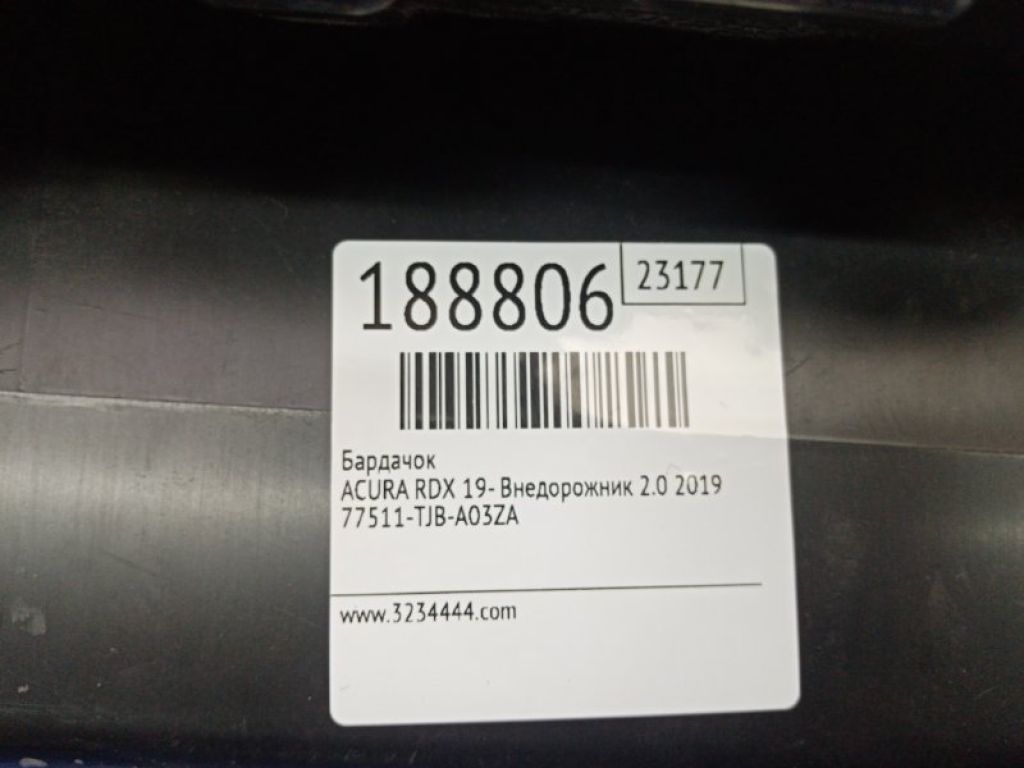 188806
23177
Бардачок
ACURA RDX 19- Внедорожник 2.0 2019
77511-TJB-A03ZA
www.3234444.com